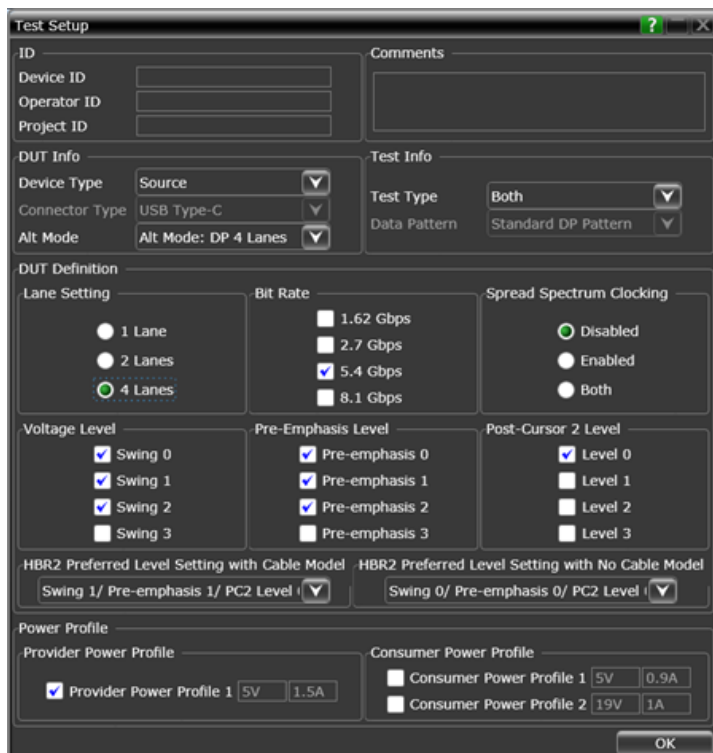 Test Setup
?
ID
Device ID
Operator ID
Project ID
Comments
DUT Info
Device Type Source
Connector Type USB Type-C
Alt Mode Alt Mode: DP 4 Lanes
Test Info
Test Type Both
Data Pattern Standard DP Pattern
DUT Definition
Lane Setting
1 Lane
2 Lanes
4 Lanes
Bit Rate
1.62 Gbps
2.7 Gbps
5.4 Gbps
8.1 Gbps
Spread Spectrum Clocking
Disabled
Enabled
Both
Voltage Level
Swing 0
Swing 1
Swing 2
Swing 3
Pre-Emphasis Level
Pre-emphasis 0
Pre-emphasis 1
Pre-emphasis 2
Pre-emphasis 3
Post-Cursor 2 Level
Level 0
Level 1
Level 2
Level 3
HBR2 Preferred Level Setting with Cable Model
Swing 1/ Pre-emphasis 1/ PC2 Level
HBR2 Preferred Level Setting with No Cable Model
Swing 0/ Pre-emphasis 0/ PC2 Level
Power Profile
Provider Power Profile
Provider Power Profile 1 5V 1.5A
Consumer Power Profile
Consumer Power Profile 1 5V 0.9A
Consumer Power Profile 2 19V 1A
OK